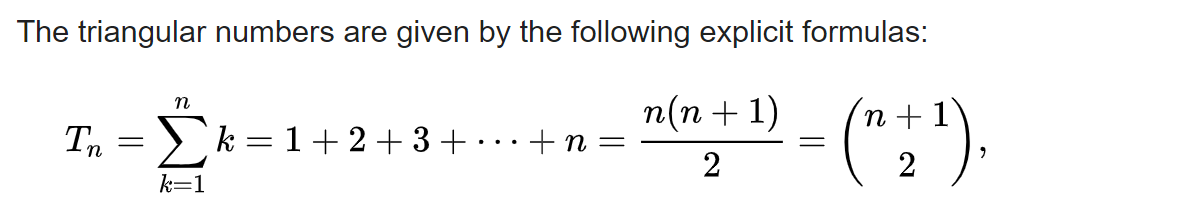 The triangular numbers are given by the following explicit formulas:
$T_n = \sum_{k=1}^{n} k = 1 + 2 + 3 + \cdots + n = \frac{n(n+1)}{2} = \binom{n+1}{2},$